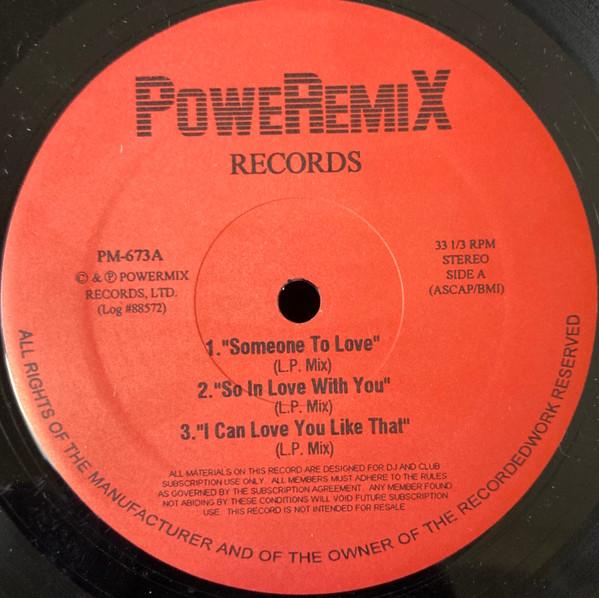 POWEREMIX
RECORDS
PM-673A
© & ℗ POWERMIX
RECORDS, LTD.
(Log #88572)
33 1/3 RPM
STEREO
SIDE A
(ASCAP/BMI)
1."Someone To Love"
(L.P. Mix)
2."So In Love With You"
(L.P. Mix)
3."I Can Love You Like That"
(L.P. Mix)
ALL MATERIALS ON THIS RECORD ARE DESIGNED FOR DJ AND CLUB
SUBSCRIPTION USE ONLY. ALL MEMBERS MUST ADHERE TO THE RULES
AS GOVERNED BY THE SUBSCRIPTION AGREEMENT. ANY MEMBER FOUND
NOT ABIDING BY THESE CONDITIONS WILL VOID FUTURE SUBSCRIPTION
USE. THIS RECORD IS NOT INTENDED FOR RESALE
ALL RIGHTS OF THE MANUFACTURER AND OF THE OWNER OF THE RECORDEDWORK RESERVED